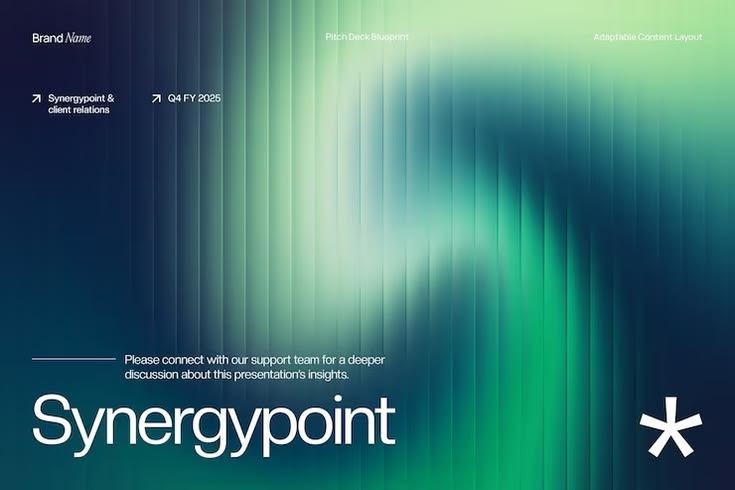 Brand Name
Pitch Deck Blueprint
Adaptable Content Layout
Synergypoint &
client relations
Q4 FY 2025
Please connect with our support team for a deeper
discussion about this presentation's insights.
Synergypoint